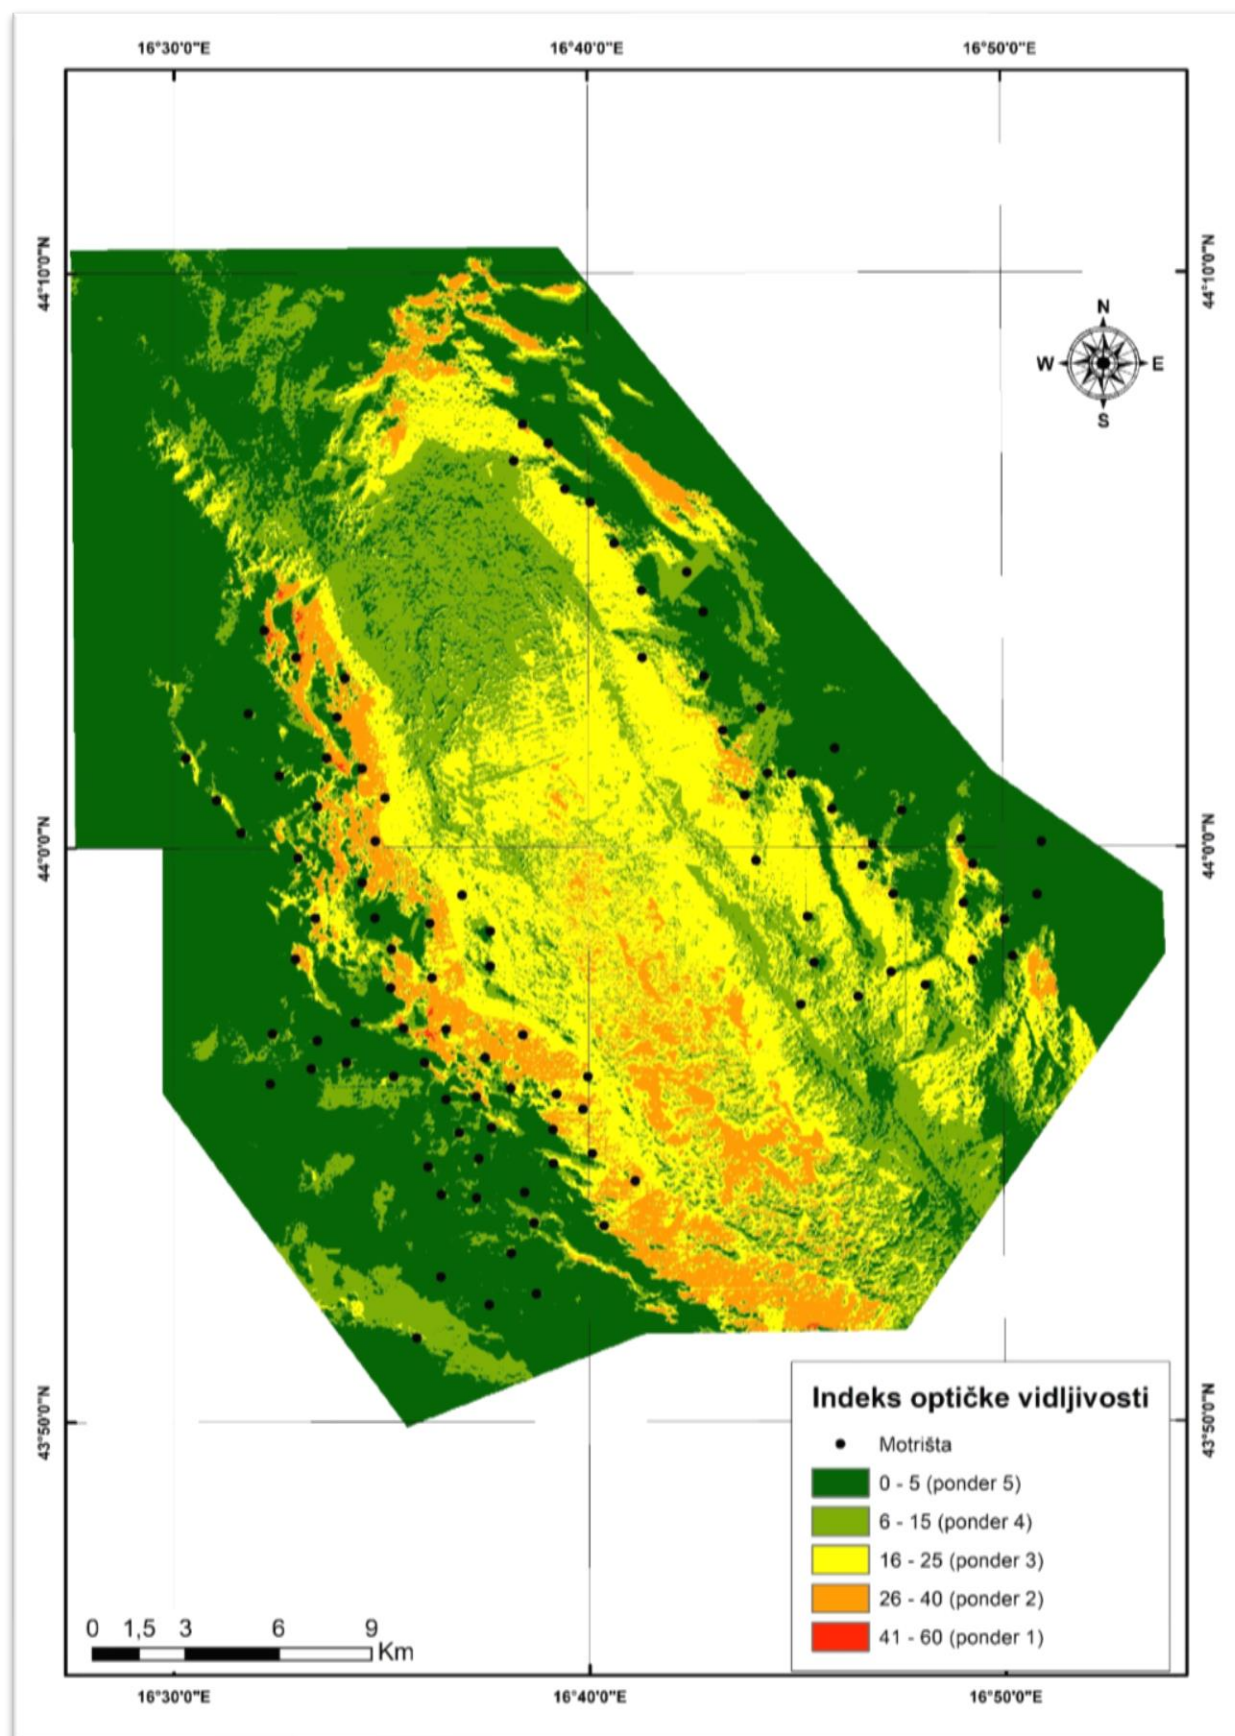 16°30'0"E 16°40'0"E 16°50'0"E
44°10'0"N 44°10'0"N
N
W E
S
44°0'0"N 44°0'0"N
43°50'0"N 43°50'0"N
Indeks optičke vidljivosti
Motrišta
0 - 5 (ponder 5)
6 - 15 (ponder 4)
16 - 25 (ponder 3)
26 - 40 (ponder 2)
41 - 60 (ponder 1)
0 1,5 3 6 9
Km
16°30'0"E 16°40'0"E 16°50'0"E